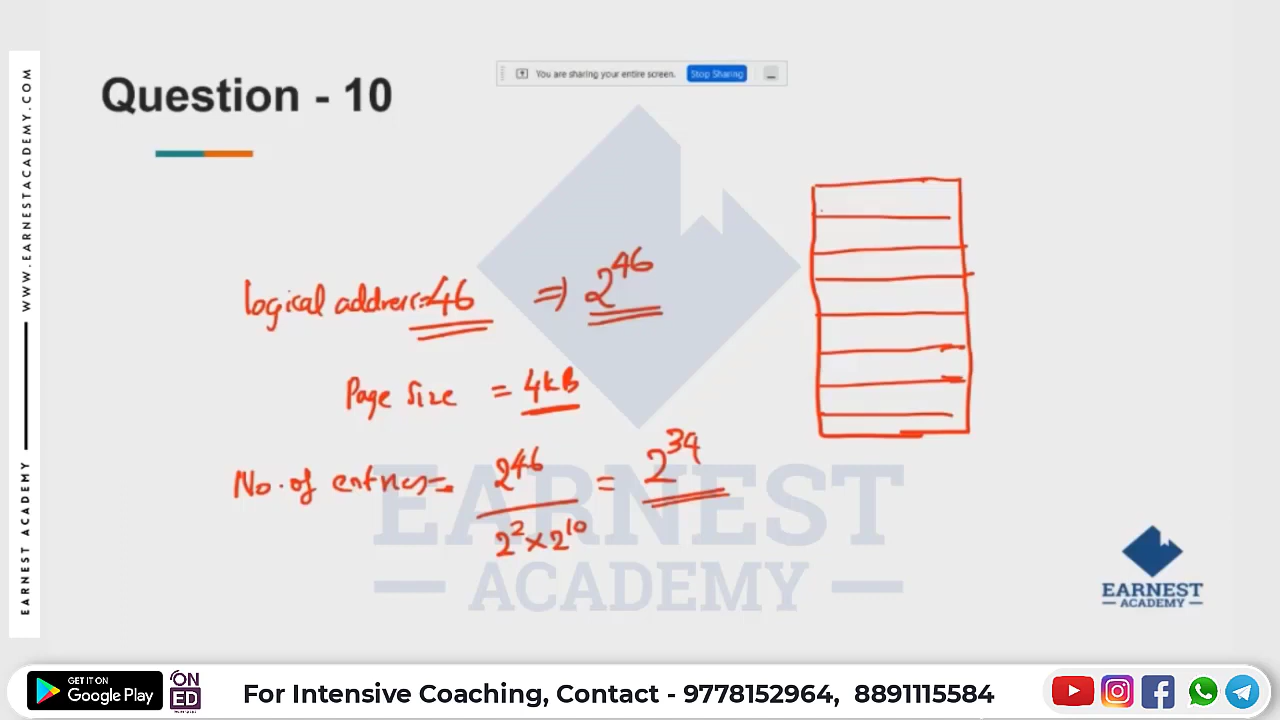 You are sharing your entire screen. Stop Sharing
Question - 10
WWW.EARNESTACADEMY.COM
EARNEST ACADEMY
logical address=46 ⇒ 2^46
Page size = 4kB
No. of entries = 2^46 / 2^2 × 2^10 = 2^34
EARNEST
ACADEMY
EARNEST
ACADEMY
GET IT ON
Google Play
ON
ED
For Intensive Coaching, Contact - 9778152964, 8891115584